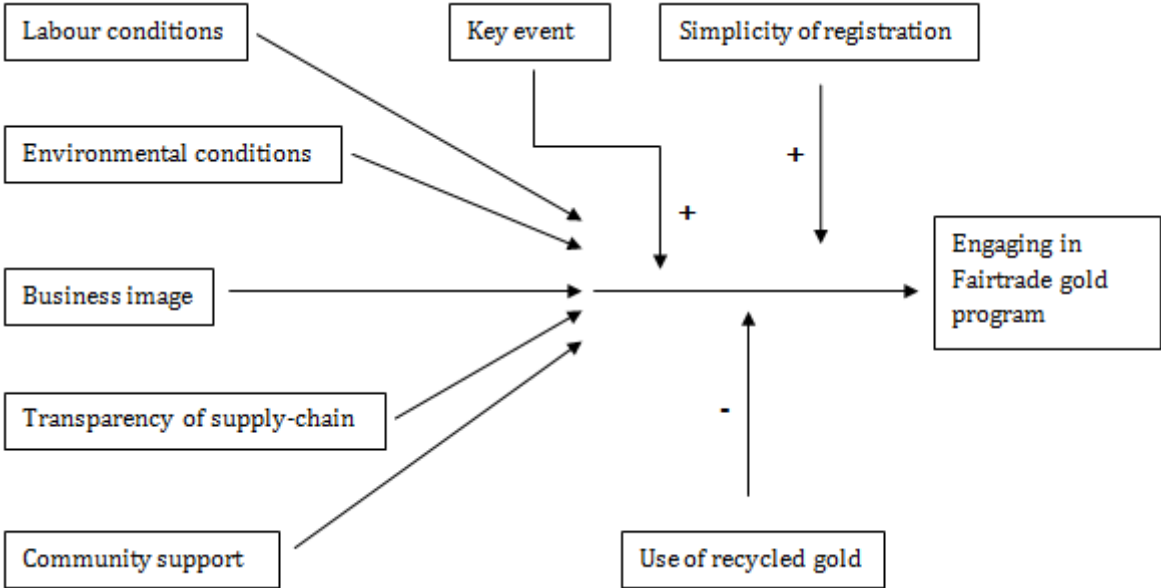 Labour conditions
Key event
Simplicity of registration
Environmental conditions
+
+
Engaging in
Fairtrade gold
program
Business image
Transparency of supply-chain
-
Community support
Use of recycled gold